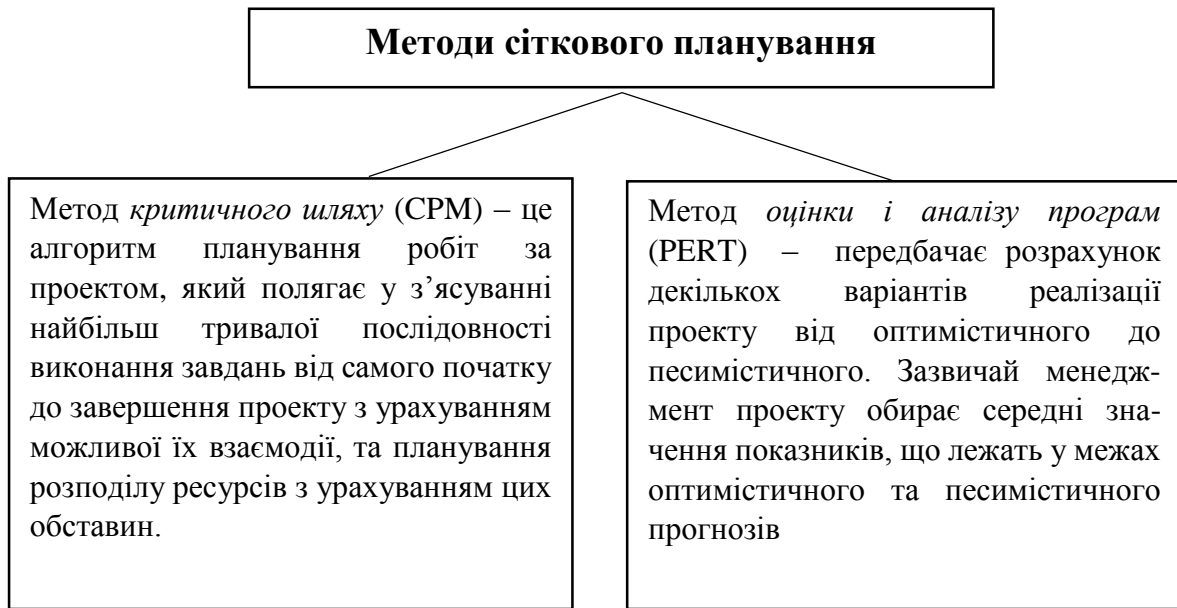 Методи сіткового планування
Метод критичного шляху (CPM) – це
алгоритм планування робіт за
проектом, який полягає у з’ясуванні
найбільш тривалої послідовності
виконання завдань від самого початку
до завершення проекту з урахуванням
можливої їх взаємодії, та планування
розподілу ресурсів з урахуванням цих
обставин.
Метод оцінки і аналізу програм
(PERT) – передбачає розрахунок
декількох варіантів реалізації
проекту від оптимістичного до
песимістичного. Зазвичай менедж-
мент проекту обирає середні зна-
чення показників, що лежать у межах
оптимістичного та песимістичного
прогнозів